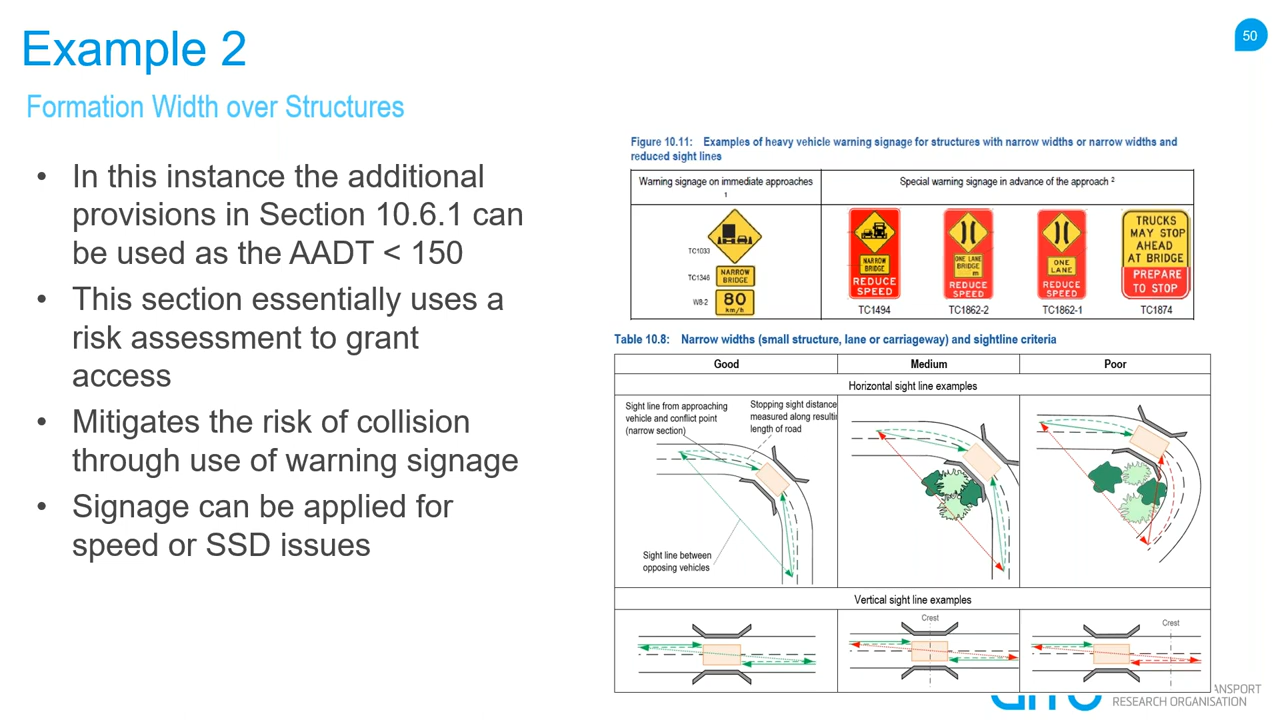 50
Example 2
Formation Width over Structures
• In this instance the additional
provisions in Section 10.6.1 can
be used as the AADT < 150
• This section essentially uses a
risk assessment to grant
access
• Mitigates the risk of collision
through use of warning signage
• Signage can be applied for
speed or SSD issues
Figure 10.11: Examples of heavy vehicle warning signage for structures with narrow widths or narrow widths and
reduced sight lines
Warning signage on immediate approaches
1
Special warning signage in advance of the approach 2
TC1033
TC1346
NARROW
BRIDGE
W8-2
80
km/h
NARROW
BRIDGE
REDUCE
SPEED
TC1494
ONE LANE
BRIDGE
m
REDUCE
SPEED
TC1862-2
ONE
LANE
REDUCE
SPEED
TC1862-1
TRUCKS
MAY STOP
AHEAD
AT BRIDGE
PREPARE
TO STOP
TC1874
Table 10.8: Narrow widths (small structure, lane or carriageway) and sightline criteria
Good
Medium
Poor
Horizontal sight line examples
Sight line from approaching
vehicle and conflict point
(narrow section)
Stopping sight distance
measured along resulti
length of road
Sight line between
opposing vehicles
Vertical sight line examples
Crest
Crest
ANSPORT
RESEARCH ORGANISATION